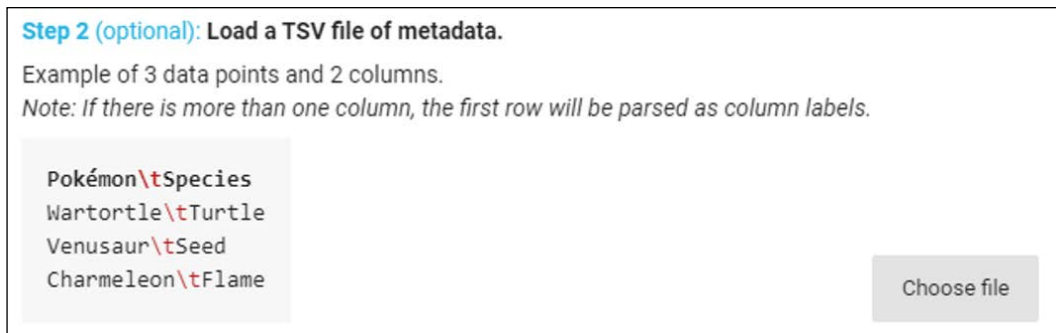 Step 2 (optional): Load a TSV file of metadata.
Example of 3 data points and 2 columns.
Note: If there is more than one column, the first row will be parsed as column labels.
Pokémon\tSpecies
Wartortle\tTurtle
Venusaur\tSeed
Charmeleon\tFlame
Choose file